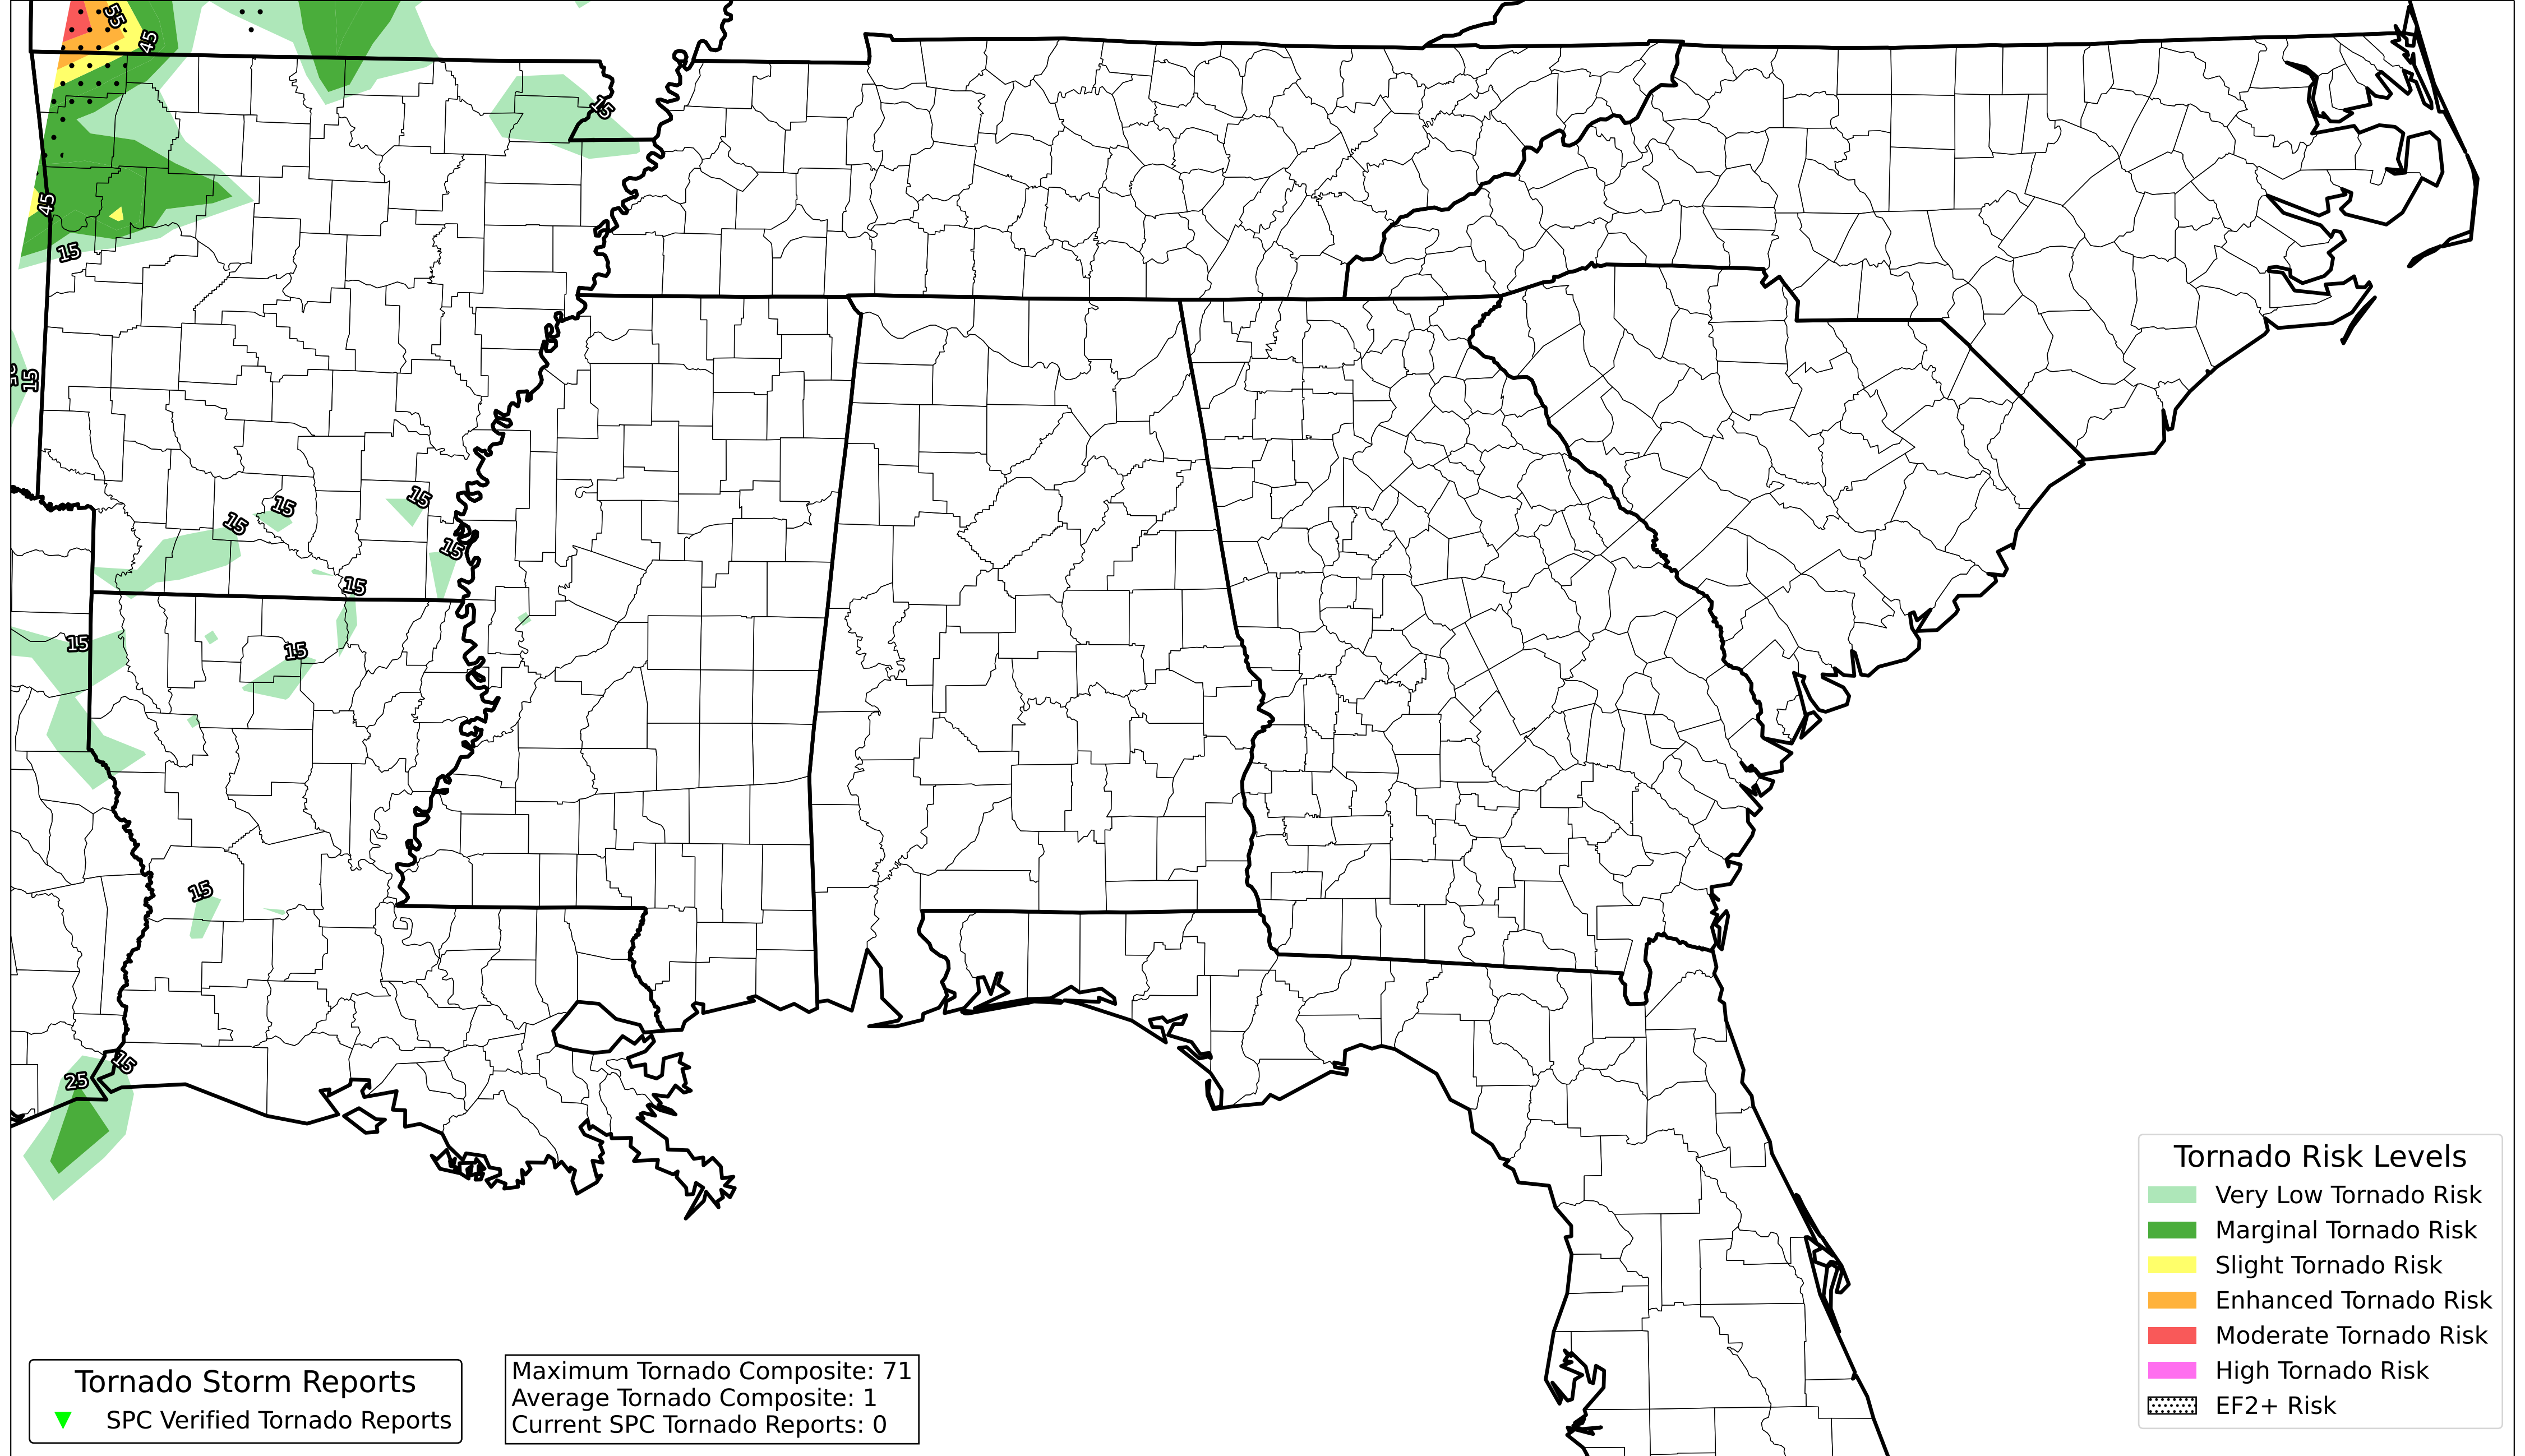 55
45
15
45
15
15
15
15
15
15
15
15
15
15
15
25
Tornado Risk Levels
Very Low Tornado Risk
Marginal Tornado Risk
Slight Tornado Risk
Enhanced Tornado Risk
Moderate Tornado Risk
High Tornado Risk
EF2+ Risk
Tornado Storm Reports
SPC Verified Tornado Reports
Maximum Tornado Composite: 71
Average Tornado Composite: 1
Current SPC Tornado Reports: 0